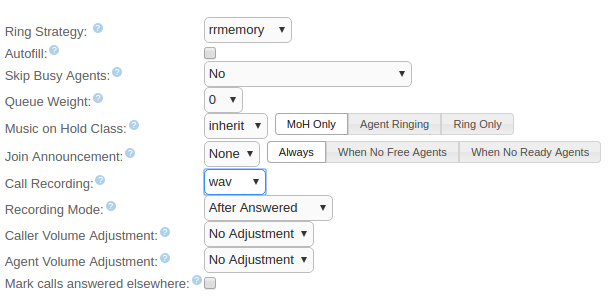 Ring Strategy: ? rrmemory
Autofill: ?
Skip Busy Agents: ? No
Queue Weight: ? 0
Music on Hold Class: ? inherit MoH Only Agent Ringing Ring Only
Join Announcement: ? None Always When No Free Agents When No Ready Agents
Call Recording: ? wav
Recording Mode: ? After Answered
Caller Volume Adjustment: ? No Adjustment
Agent Volume Adjustment: ? No Adjustment
Mark calls answered elsewhere: ?